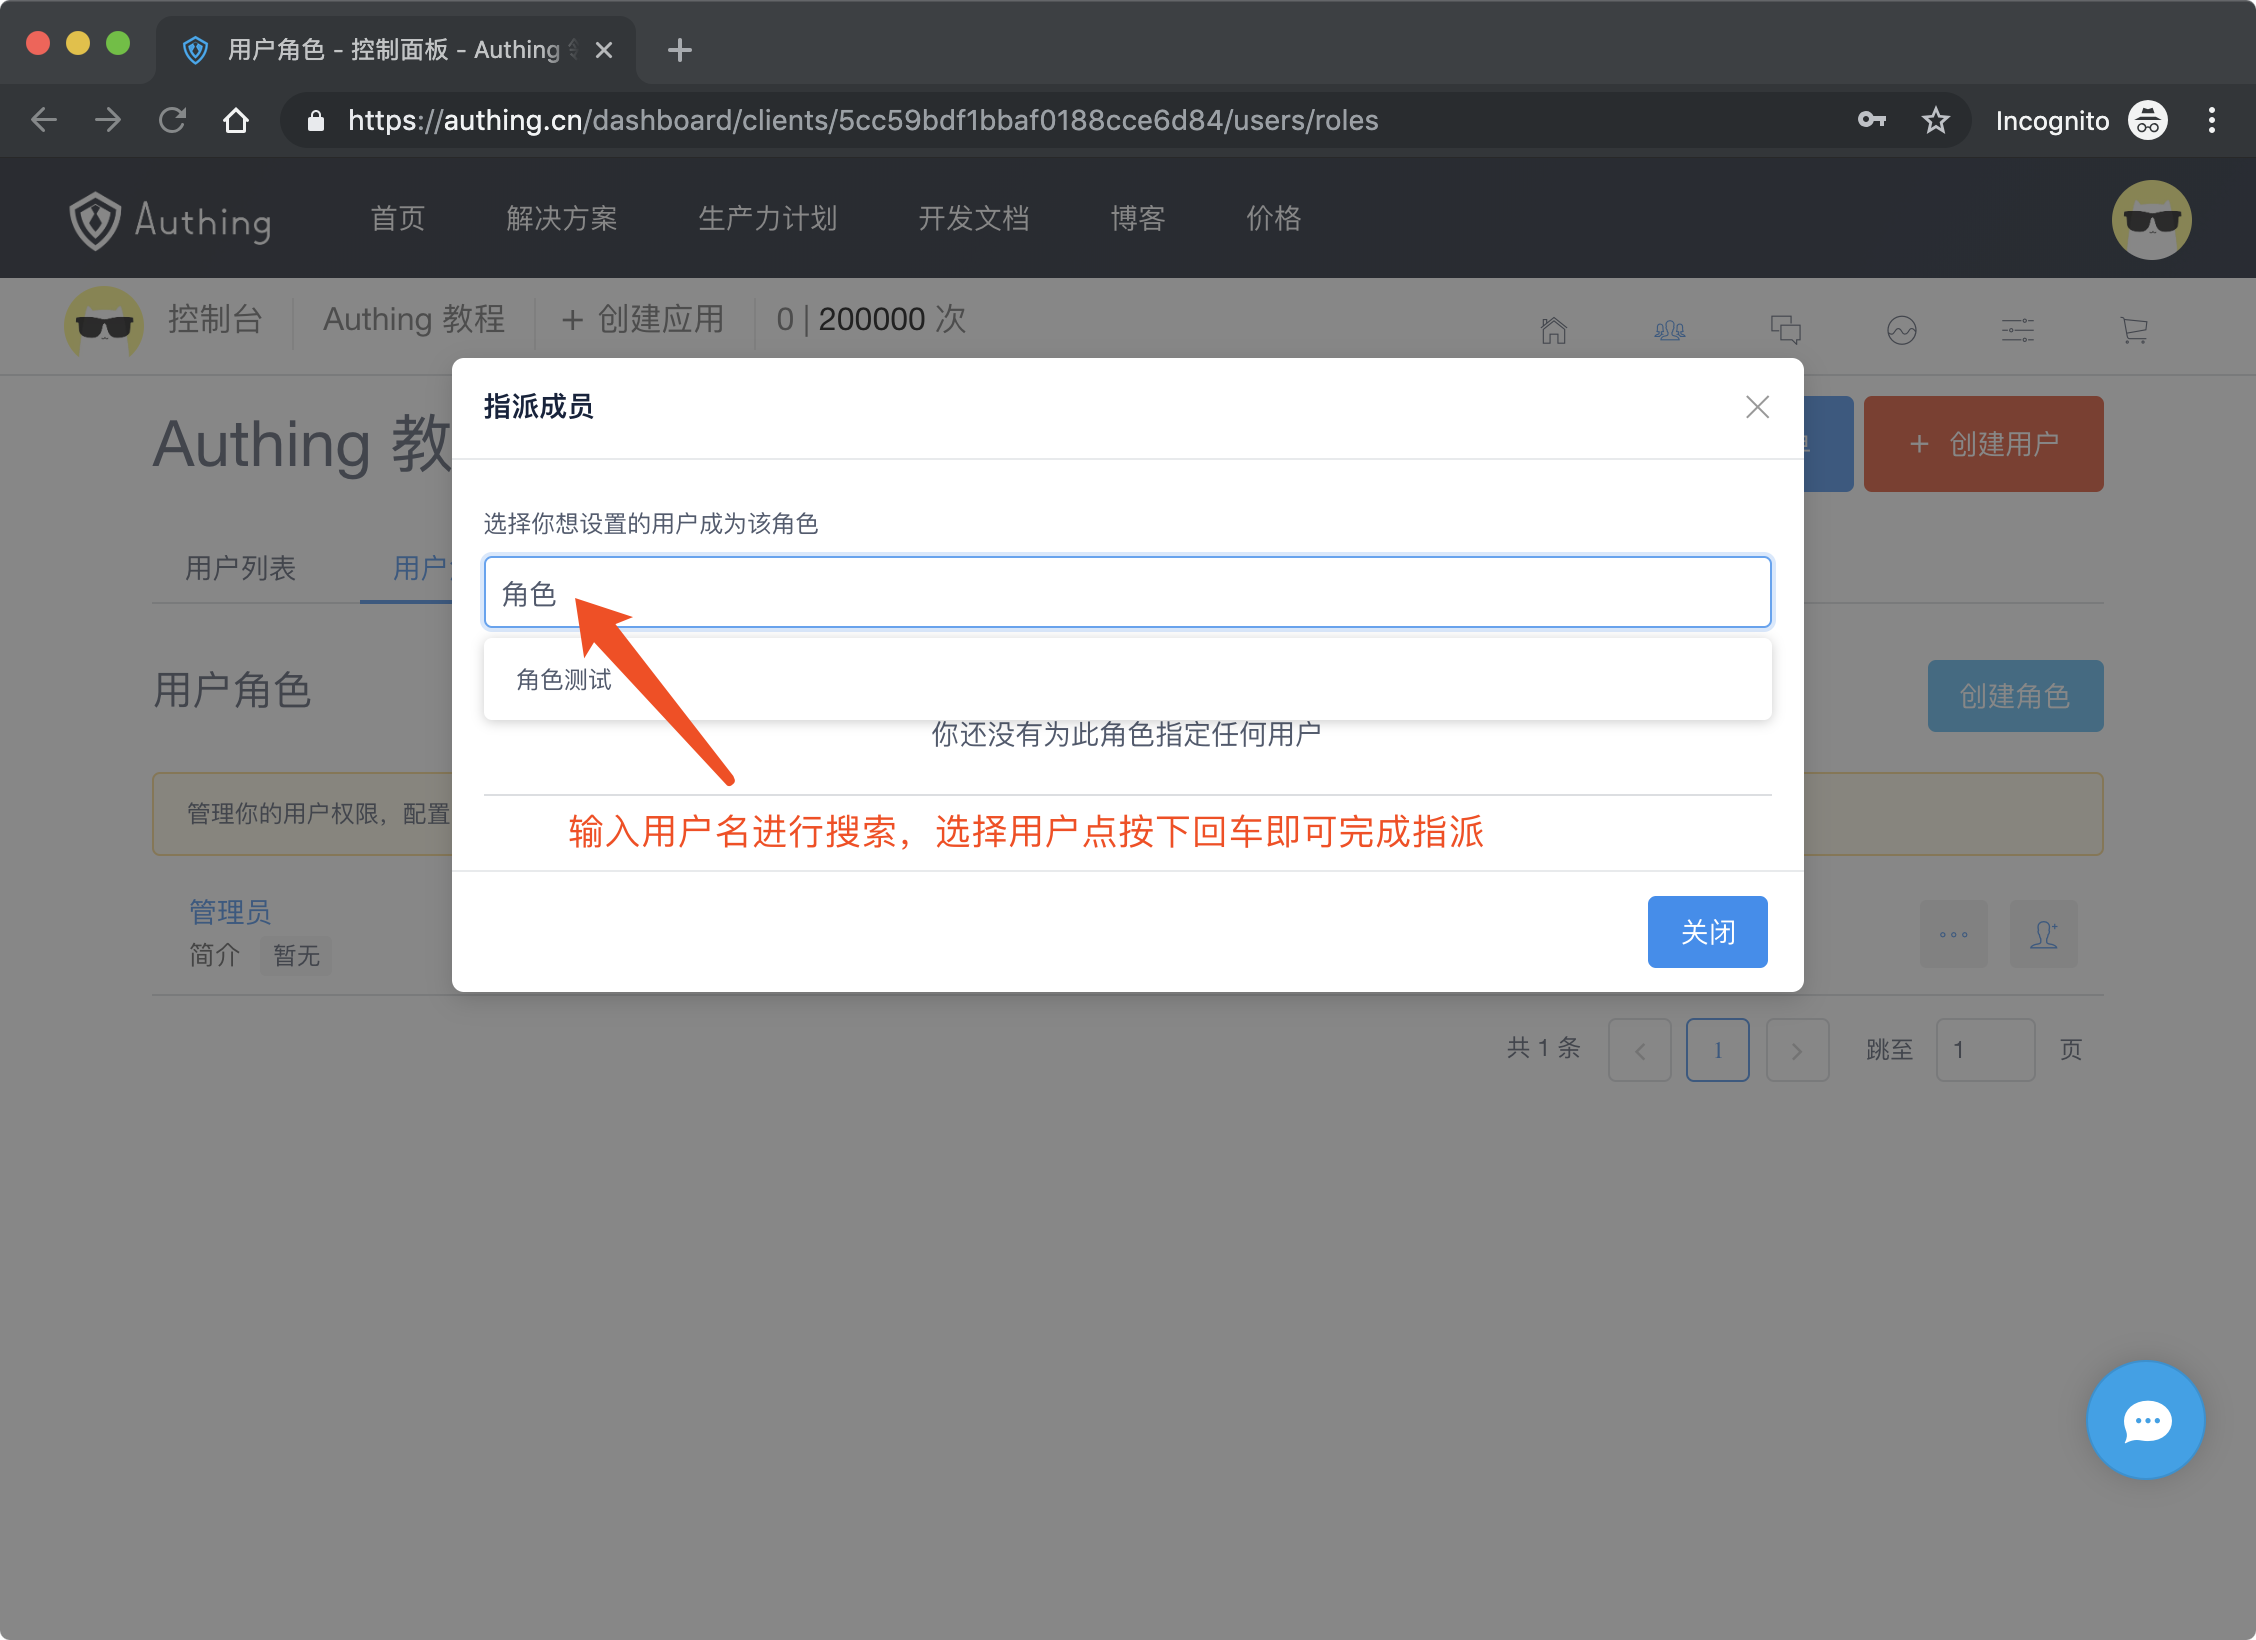 用户角色 - 控制面板 - Authing
https://authing.cn/dashboard/clients/5cc59bdf1bbaf0188cce6d84/users/roles
Incognito
Authing
首页
解决方案
生产力计划
开发文档
博客
价格
控制台
Authing 教程
+ 创建应用
0 | 200000 次
Authing 教
+ 创建用户
用户列表
用户
用户角色
创建角色
管理你的用户权限，配置
管理员
简介 暂无
指派成员
选择你想设置的用户成为该角色
角色
角色测试
你还没有为此角色指定任何用户
输入用户名进行搜索，选择用户点按下回车即可完成指派
关闭
共 1 条
1
跳至
1
页